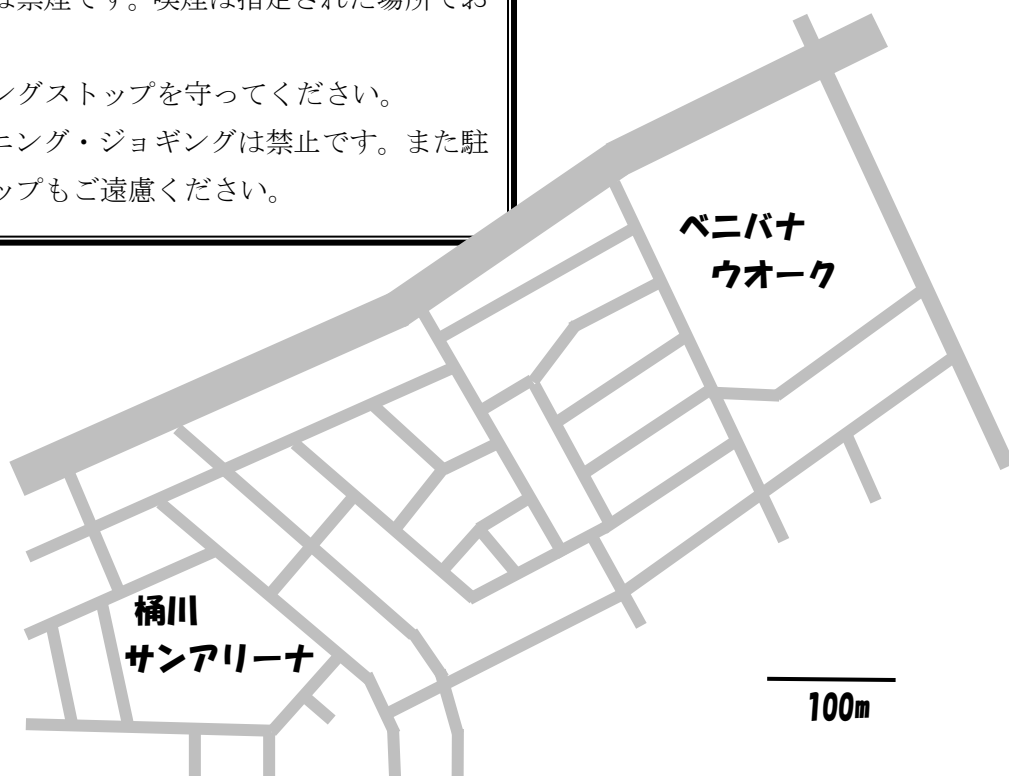 は禁煙です。喫煙は指定された場所でお
ングストップを守ってください。
ニング・ジョギングは禁止です。また駐
ップもご遠慮ください。
ベニバナ
ウオーク
桶川
サンアリーナ
100m